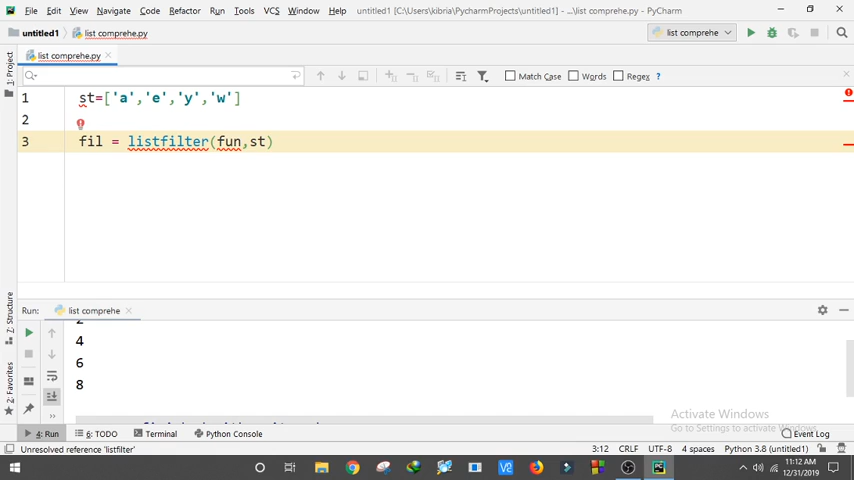 File Edit View Navigate Code Refactor Run Tools VCS Window Help untitled1 [C:\Users\kibria\PycharmProjects\untitled1] - ...\list comprehe.py - PyCharm
untitled1 list comprehe.py list comprehe
list comprehe.py
1: Project
Match Case Words Regex ?
1 st=['a','e','y','w']
2
3 fil = listfilter(fun,st)
Z: Structure
2: Favorites
Run: list comprehe
4
6
8
Activate Windows
Go to Settings to activate Windows.
4: Run 6: TODO Terminal Python Console Event Log
Unresolved reference 'listfilter' 3:12 CRLF UTF-8 4 spaces Python 3.8 (untitled1)
11:12 AM
12/31/2019